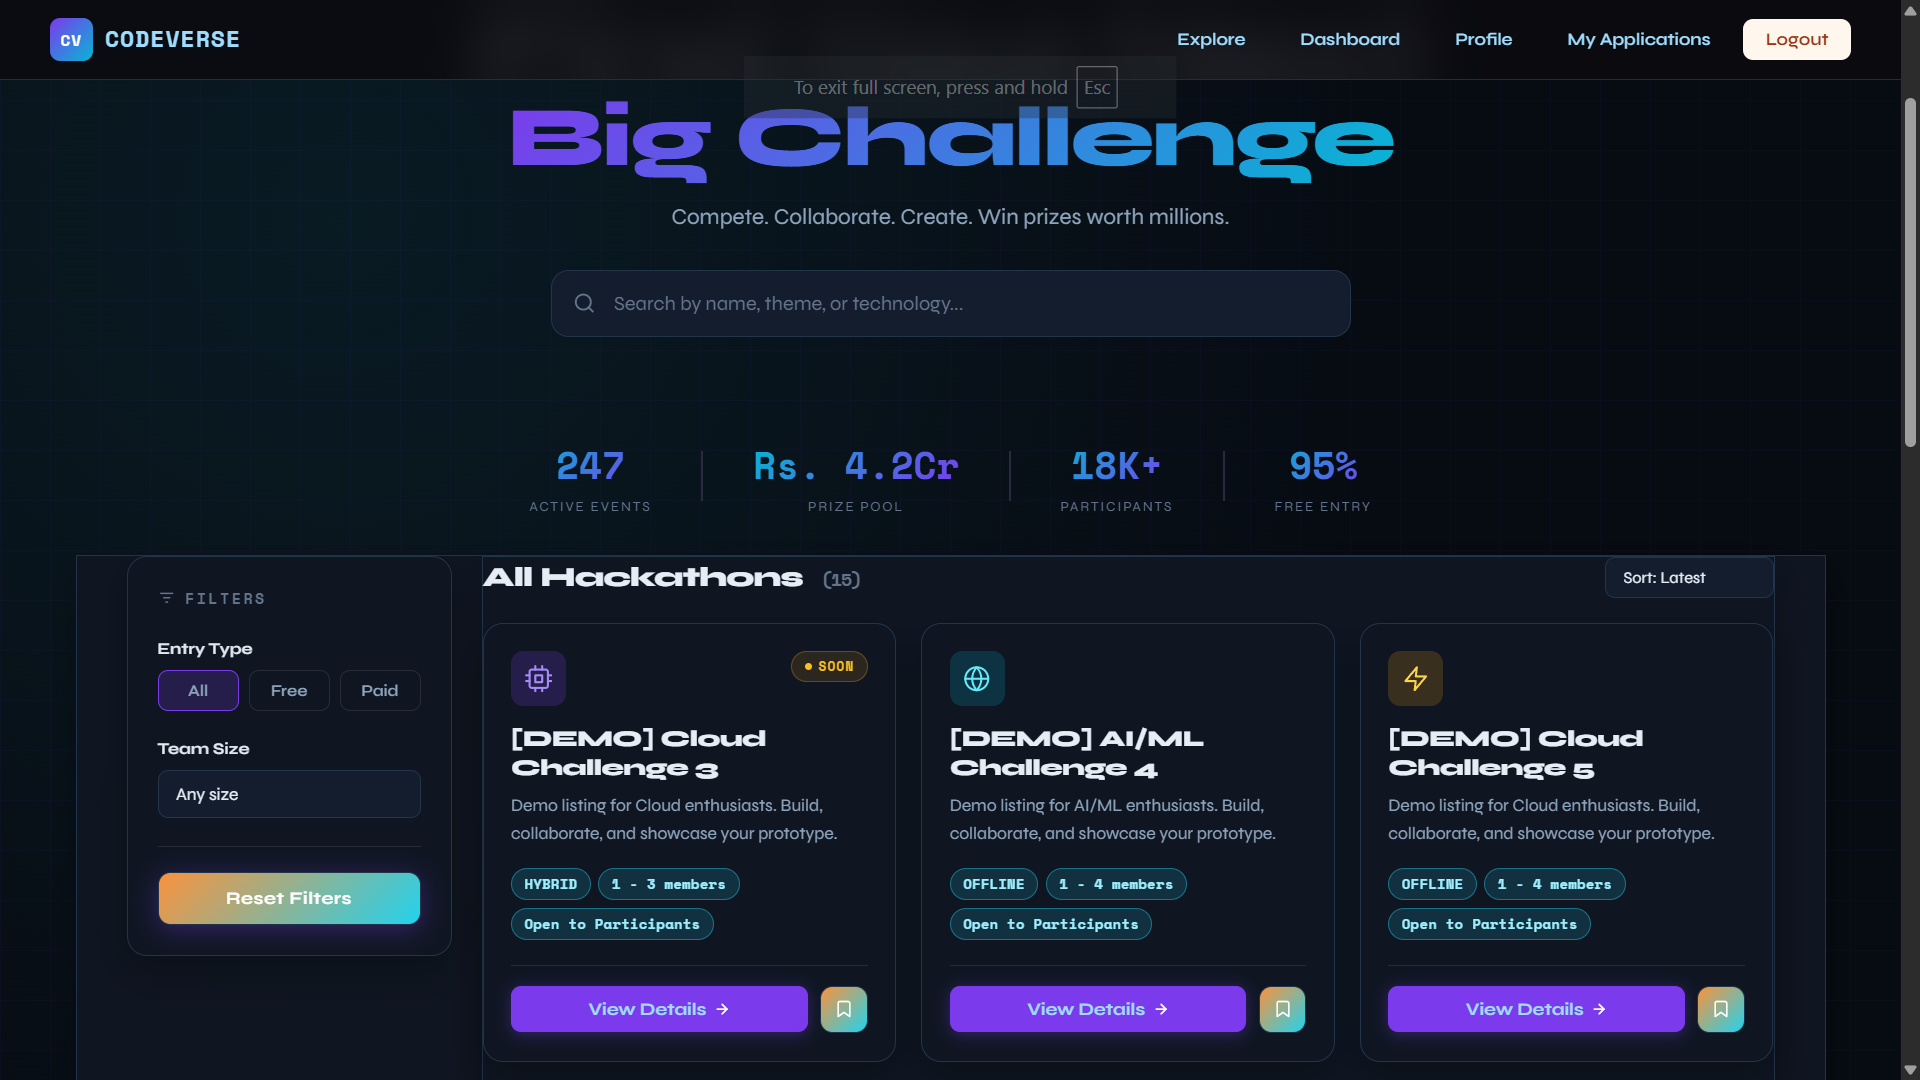 CV CODEVERSE
Explore Dashboard Profile My Applications Logout
To exit full screen, press and hold Esc
Big Challenge
Compete. Collaborate. Create. Win prizes worth millions.
Search by name, theme, or technology...
247 Rs. 4.2Cr 18K+ 95%
ACTIVE EVENTS PRIZE POOL PARTICIPANTS FREE ENTRY
FILTERS
Entry Type
All Free Paid
Team Size
Any size
Reset Filters
All Hackathons (15)
Sort: Latest
SOON
[DEMO] Cloud
Challenge 3
Demo listing for Cloud enthusiasts. Build,
collaborate, and showcase your prototype.
HYBRID 1 - 3 members
Open to Participants
View Details →
[DEMO] AI/ML
Challenge 4
Demo listing for AI/ML enthusiasts. Build,
collaborate, and showcase your prototype.
OFFLINE 1 - 4 members
Open to Participants
View Details →
[DEMO] Cloud
Challenge 5
Demo listing for Cloud enthusiasts. Build,
collaborate, and showcase your prototype.
OFFLINE 1 - 4 members
Open to Participants
View Details →